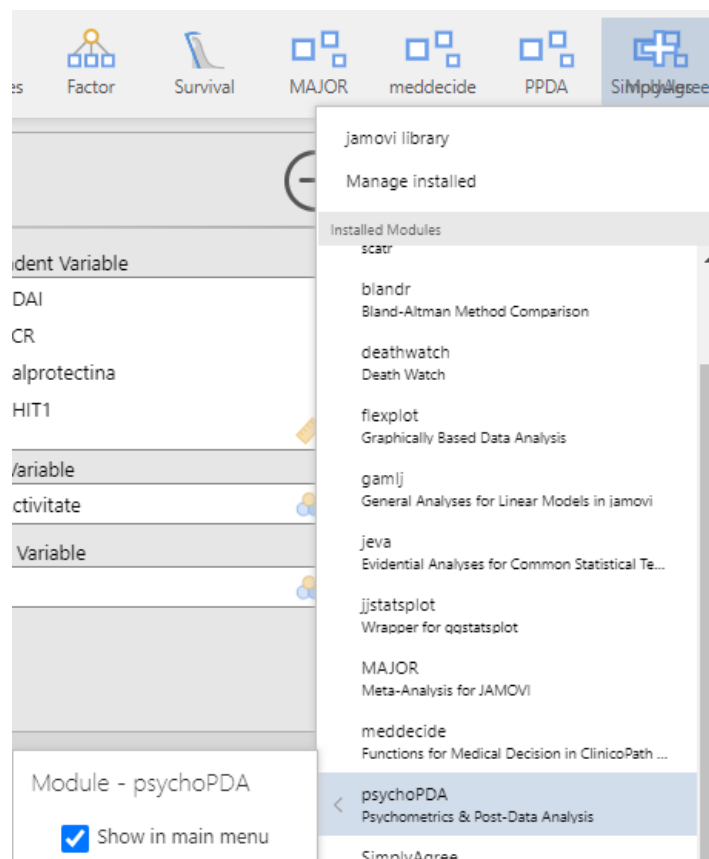 es Factor Survival MAJOR meddecide PPDA
jamovi library
Manage installed
Installed Modules
scatr
ndent Variable
DAI
CR
alprotectina
HIT1
Variable
ctivitate
Variable
blandr
Bland-Altman Method Comparison
deathwatch
Death Watch
flexplot
Graphically Based Data Analysis
gamlj
General Analyses for Linear Models in jamovi
jeva
Evidential Analyses for Common Statistical Te...
jjstatsplot
Wrapper for ggstatsplot
MAJOR
Meta-Analysis for JAMOVI
meddecide
Functions for Medical Decision in ClinicoPath ...
psychoPDA
Psychometrics & Post-Data Analysis
SimplyAgree
Module - psychoPDA
Show in main menu